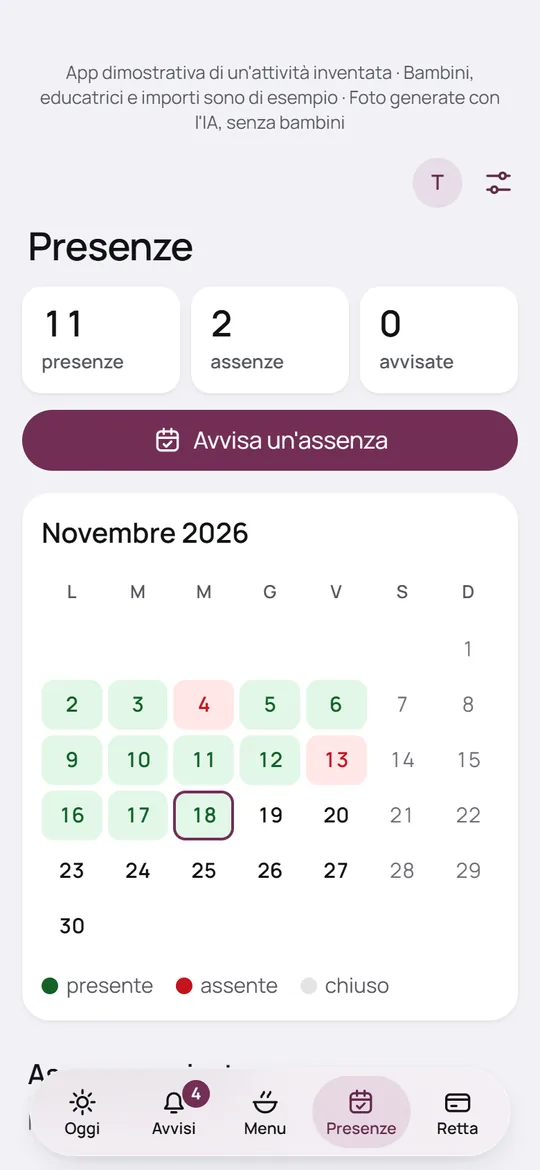 App dimostrativa di un'attività inventata · Bambini,
educatrici e importi sono di esempio · Foto generate con
l'IA, senza bambini
T
Presenze
11 2 0
presenze assenze avvisate
Avvisa un'assenza
Novembre 2026
L M M G V S D
1
2 3 4 5 6 7 8
9 10 11 12 13 14 15
16 17 18 19 20 21 22
23 24 25 26 27 28 29
30
presente assente chiuso
4
Oggi Avvisi Menu Presenze Retta